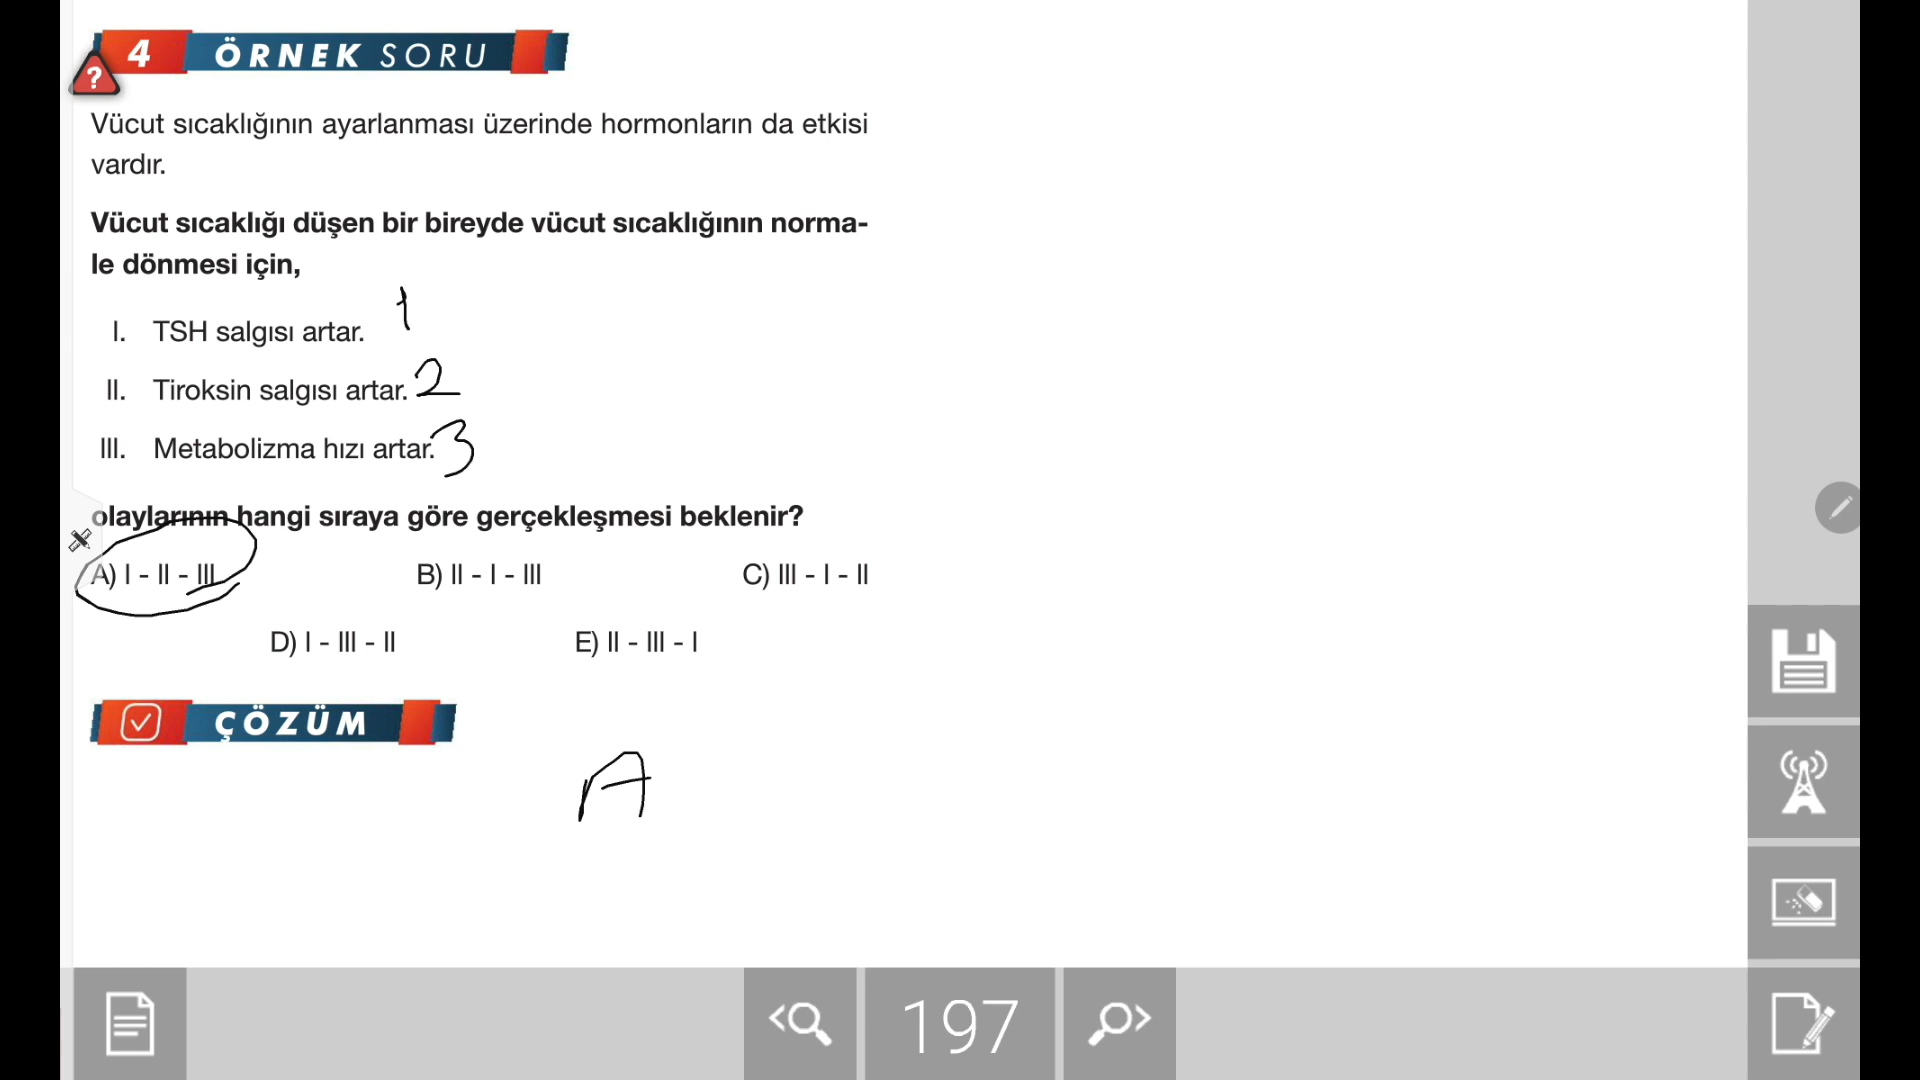 4 ÖRNEK SORU
?
Vücut sıcaklığının ayarlanması üzerinde hormonların da etkisi
vardır.
Vücut sıcaklığı düşen bir bireyde vücut sıcaklığının norma-
le dönmesi için,
I. TSH salgısı artar. 1
II. Tiroksin salgısı artar. 2
III. Metabolizma hızı artar. 3
olaylarının hangi sıraya göre gerçekleşmesi beklenir?
A) I - II - III B) II - I - III C) III - I - II
D) I - III - II E) II - III - I
ÇÖZÜM
A
197